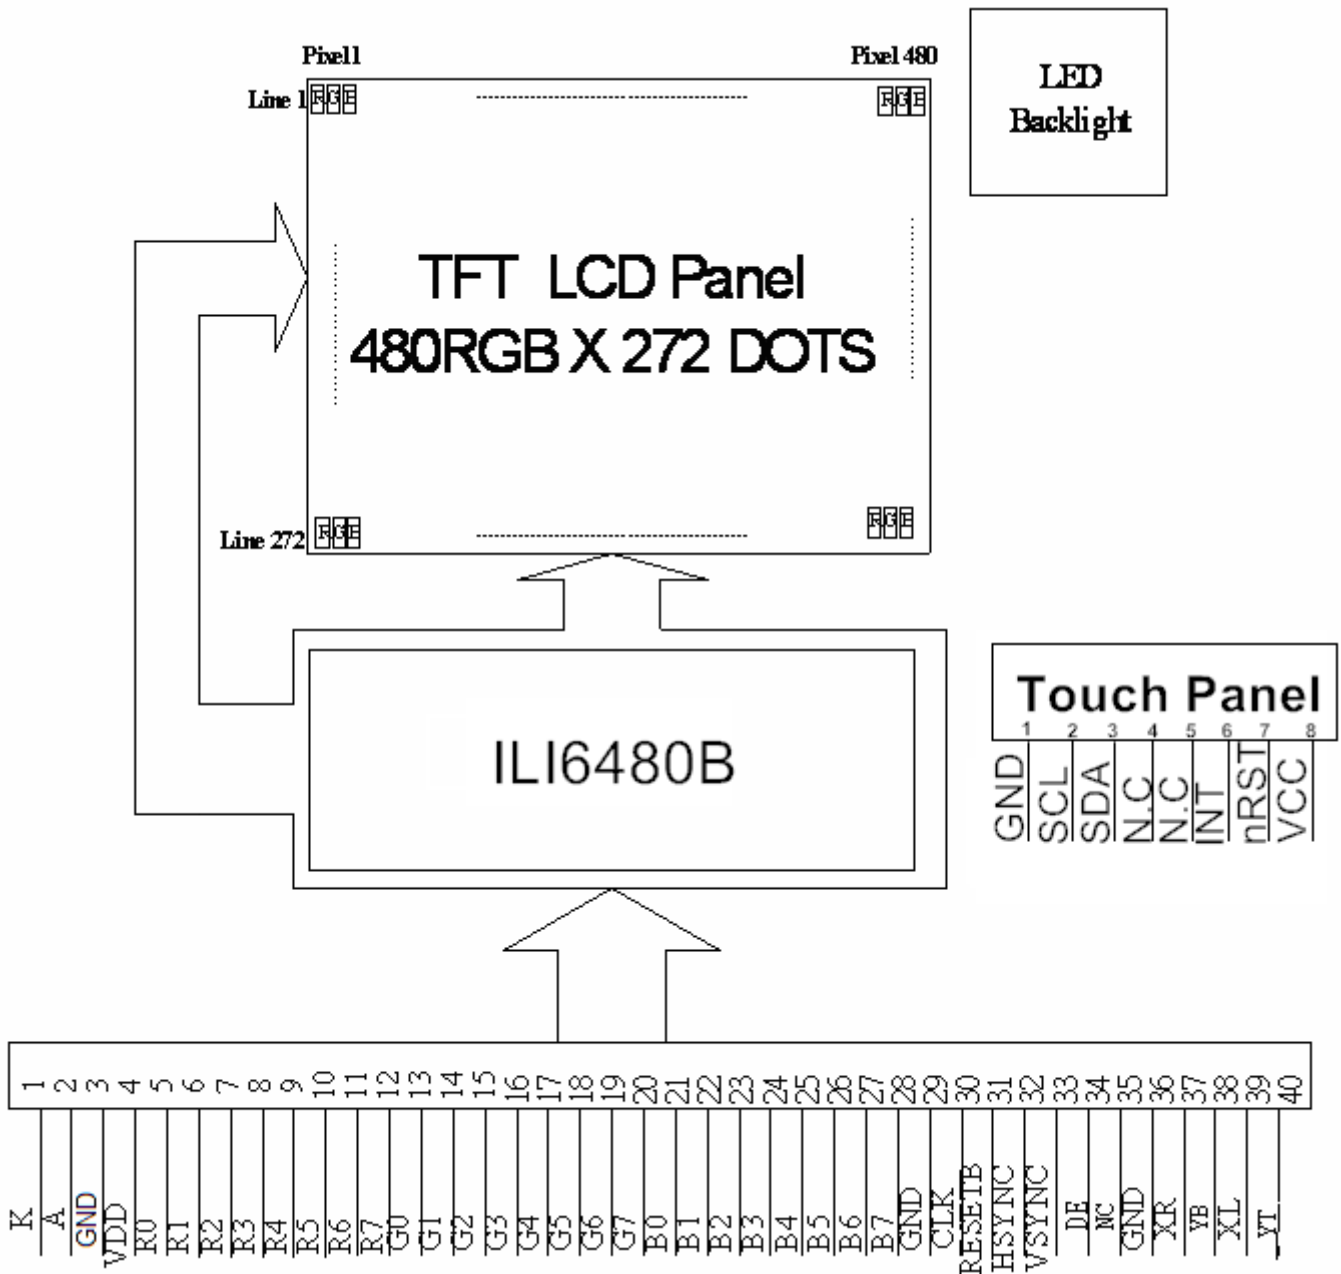 Pixel1
Pixel 480
LED
Backlight
Line 1
RGB
RGB
TFT LCD Panel
480RGB X 272 DOTS
Line 272
RGB
RGB
ILI6480B
Touch Panel
1 2 3 4 5 6 7 8
GND SCL SDA N.C N.C INT nRST VCC
1 2 3 4 5 6 7 8 9 10 11 12 13 14 15 16 17 18 19 20 21 22 23 24 25 26 27 28 29 30 31 32 33 34 35 36 37 38 39 40
K A GND VDD R0 R1 R2 R3 R4 R5 R6 R7 G0 G1 G2 G3 G4 G5 G6 G7 B0 B1 B2 B3 B4 B5 B6 B7 GND CLK RESETB HSYNC VSYNC DE NC GND XR YB XL YT